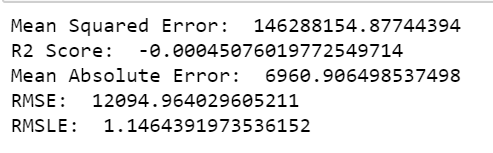 Mean Squared Error:  146288154.87744394
R2 Score:  -0.00045076019772549714
Mean Absolute Error:  6960.906498537498
RMSE:  12094.964029605211
RMSLE:  1.1464391973536152